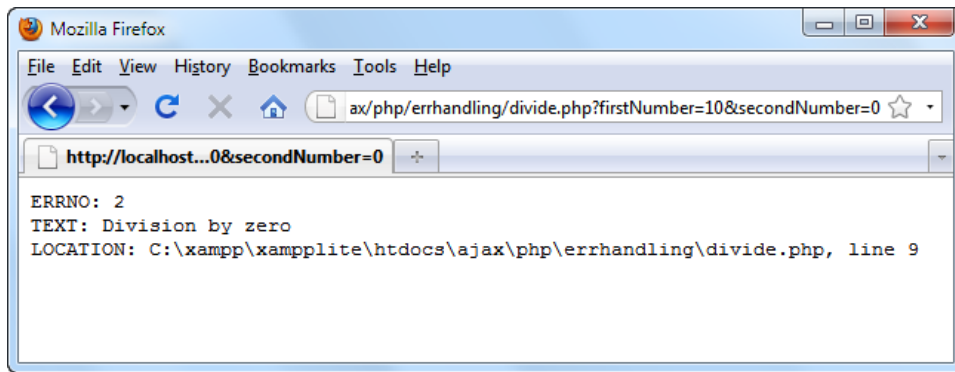 Mozilla Firefox
File Edit View History Bookmarks Tools Help
ax/php/errhandling/divide.php?firstNumber=10&secondNumber=0
http://localhost...0&secondNumber=0
ERRNO: 2
TEXT: Division by zero
LOCATION: C:\xampp\xampplite\htdocs\ajax\php\errhandling\divide.php, line 9